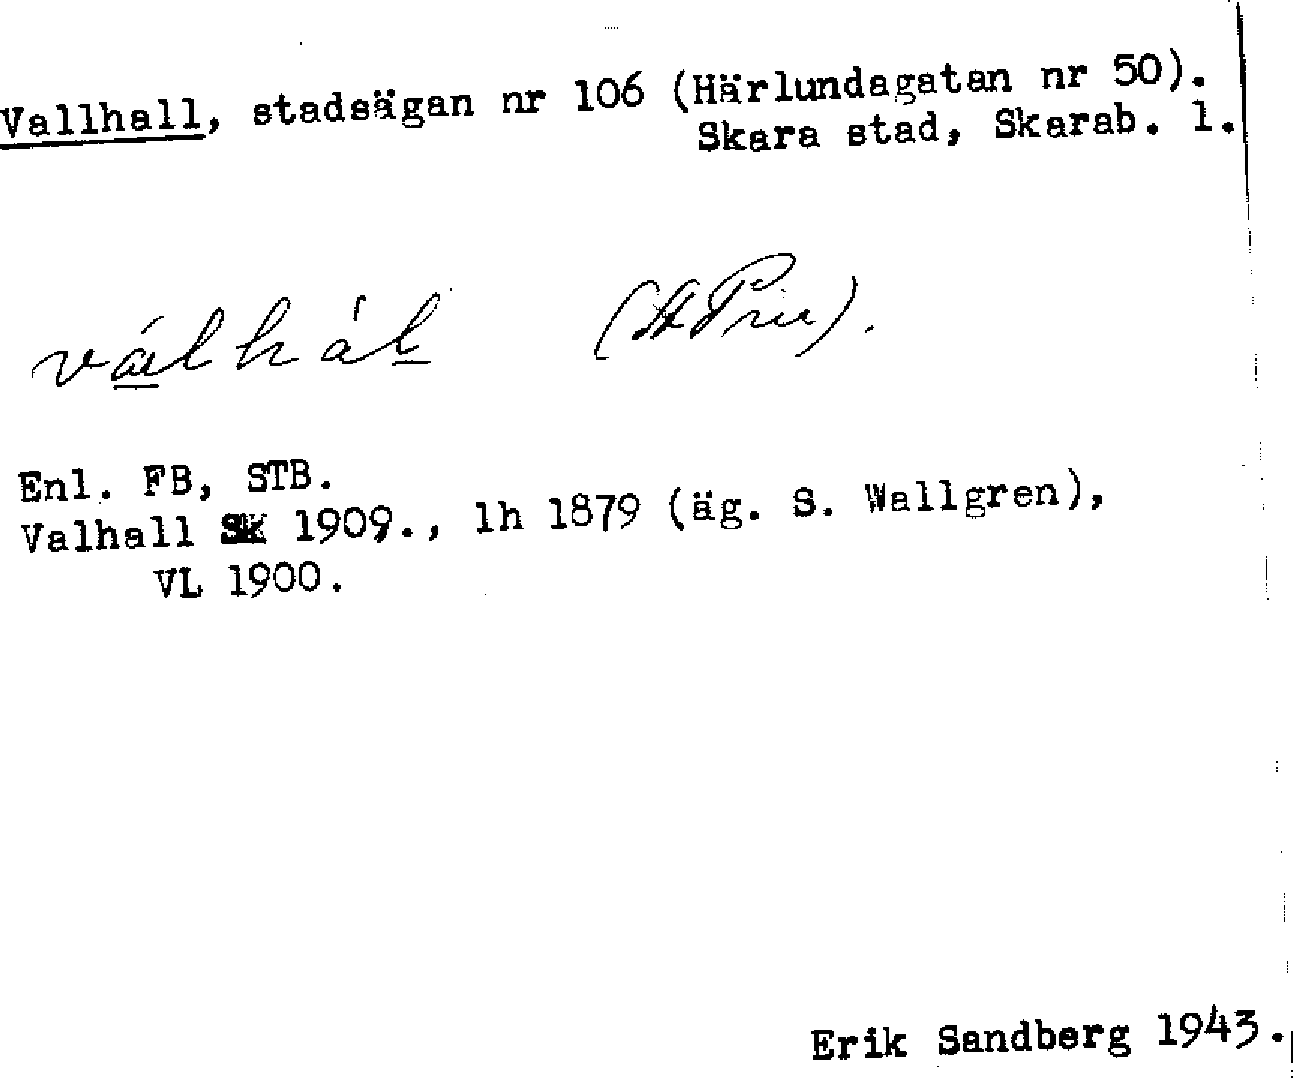 Vallhall, stadsägan nr 106 (Härlundagatan nr 50).
Skara stad, Skarab. l.
válhál
Enl. FB, STB.
Valhall SK 1909., lh 1879 (äg. S. Wallgren),
VL 1900.
Erik Sandberg 1943.